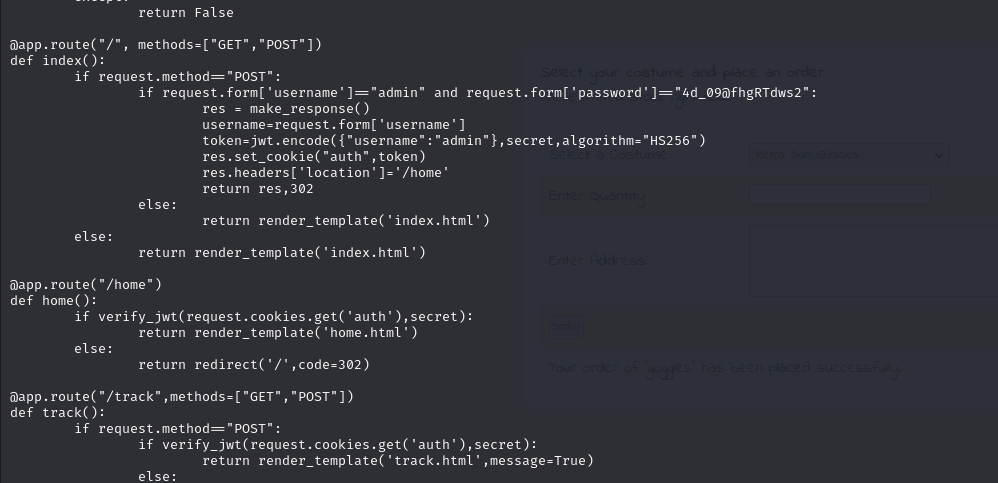 except:
return False
@app.route("/", methods=["GET","POST"])
def index():
if request.method=="POST":
if request.form['username']=="admin" and request.form['password']=="4d_09@fhgRTdws2":
res = make_response()
username=request.form['username']
token=jwt.encode({"username":"admin"},secret,algorithm="HS256")
res.set_cookie("auth",token)
res.headers['location']='/home'
return res,302
else:
return render_template('index.html')
else:
return render_template('index.html')
@app.route("/home")
def home():
if verify_jwt(request.cookies.get('auth'),secret):
return render_template('home.html')
else:
return redirect('/',code=302)
@app.route("/track",methods=["GET","POST"])
def track():
if request.method=="POST":
if verify_jwt(request.cookies.get('auth'),secret):
return render_template('track.html',message=True)
else:
Select your costume and place an order
Select a Costume: Retro Sun Glasses
Enter Quantity
Enter Address
order
Your order of "goggles" has been placed successfully.